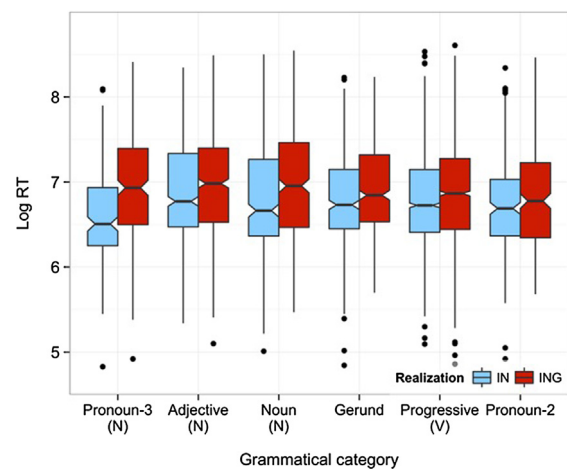 Log RT
8
7
6
5
Realization IN ING
Pronoun-3 Adjective Noun Gerund Progressive Pronoun-2
(N) (N) (N) (V)
Grammatical category